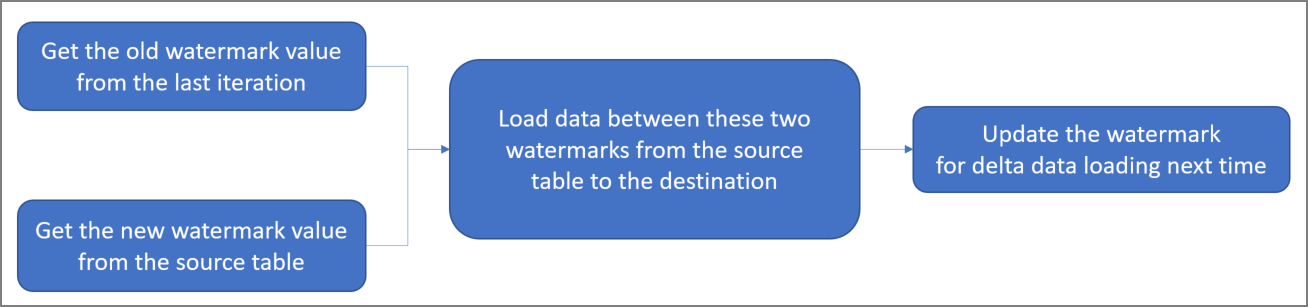 Get the old watermark value
from the last iteration
Get the new watermark value
from the source table
Load data between these two
watermarks from the source
table to the destination
Update the watermark
for delta data loading next time